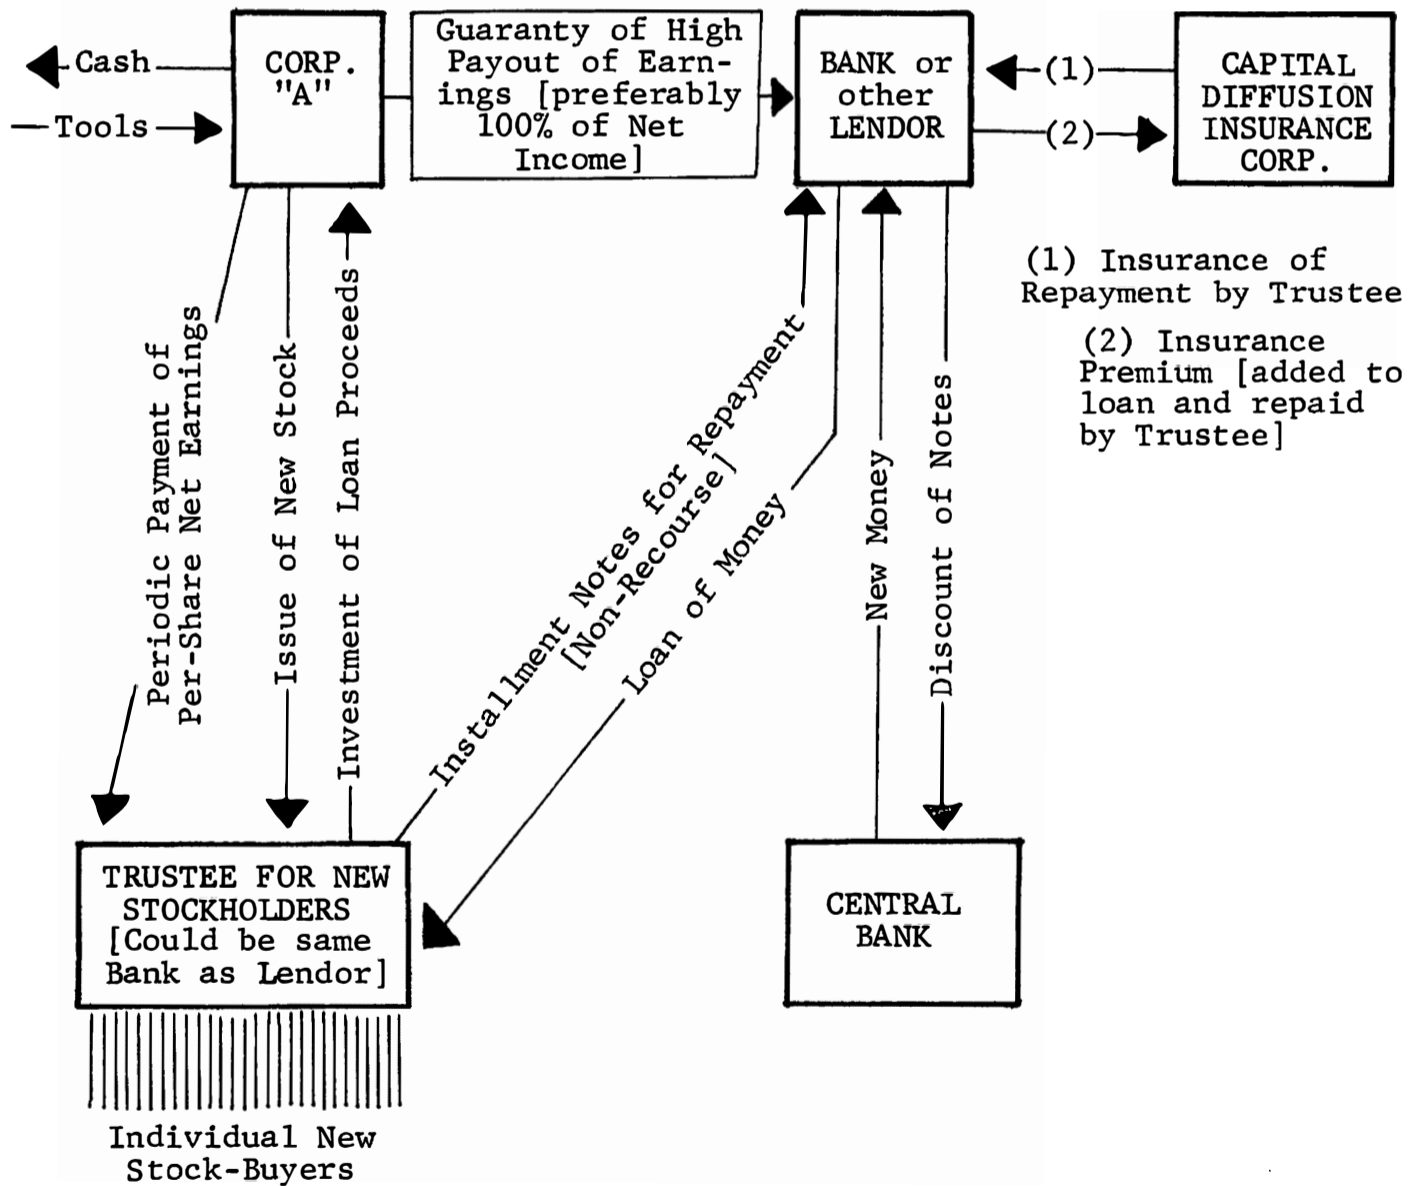 Cash
Tools
CORP.
"A"
Guaranty of High
Payout of Earn-
ings [preferably
100% of Net
Income]
BANK or
other
LENDOR
(1)
(2)
CAPITAL
DIFFUSION
INSURANCE
CORP.
(1) Insurance of
Repayment by Trustee
(2) Insurance
Premium [added to
loan and repaid
by Trustee]
Periodic Payment of
Per-Share Net Earnings
Issue of New Stock
Investment of Loan Proceeds
Installment Notes for Repayment
[Non-Recourse]
Loan of Money
New Money
Discount of Notes
TRUSTEE FOR NEW
STOCKHOLDERS
[Could be same
Bank as Lendor]
CENTRAL
BANK
Individual New
Stock-Buyers